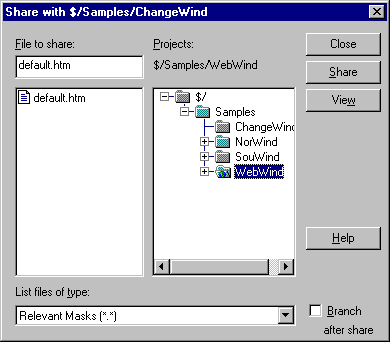 Share with $/Samples/ChangeWind
File to share:
default.htm
default.htm
Projects:
$/Samples/WebWind
$/
Samples
ChangeWind
NorWind
SouWind
WebWind
Close
Share
View
Help
List files of type:
Relevant Masks (*.*)
Branch
after share